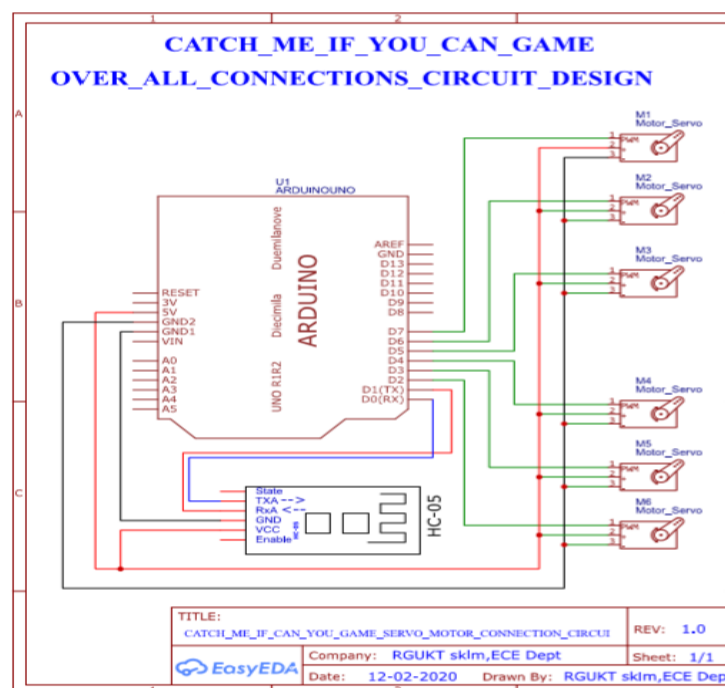 1
2
CATCH_ME_IF_YOU_CAN_GAME
OVER_ALL_CONNECTIONS_CIRCUIT_DESIGN
A
B
C
U1
ARDUINOUNO
Duemilanove
Diecimila
UNO R1R2
ARDUINO
RESET
3V
5V
GND2
GND1
VIN
A0
A1
A2
A3
A4
A5
AREF
GND
D13
D12
D11
D10
D9
D8
D7
D6
D5
D4
D3
D2
D1(TX)
D0(RX)
M1
Motor_Servo
1 PWM
2 +
3 -
M2
Motor_Servo
1 PWM
2 +
3 -
M3
Motor_Servo
1 PWM
2 +
3 -
M4
Motor_Servo
1 PWM
2 +
3 -
M5
Motor_Servo
1 PWM
2 +
3 -
M6
Motor_Servo
1 PWM
2 +
3 -
State
TXA -->
RxA <--
GND
VCC
Enable
HC-05
HC-05
TITLE:
CATCH_ME_IF_CAN_YOU_GAME_SERVO_MOTOR_CONNECTION_CIRCUI
REV: 1.0
EasyEDA
Company: RGUKT sklm,ECE Dept
Sheet: 1/1
Date: 12-02-2020 Drawn By: RGUKT sklm,ECE Dep